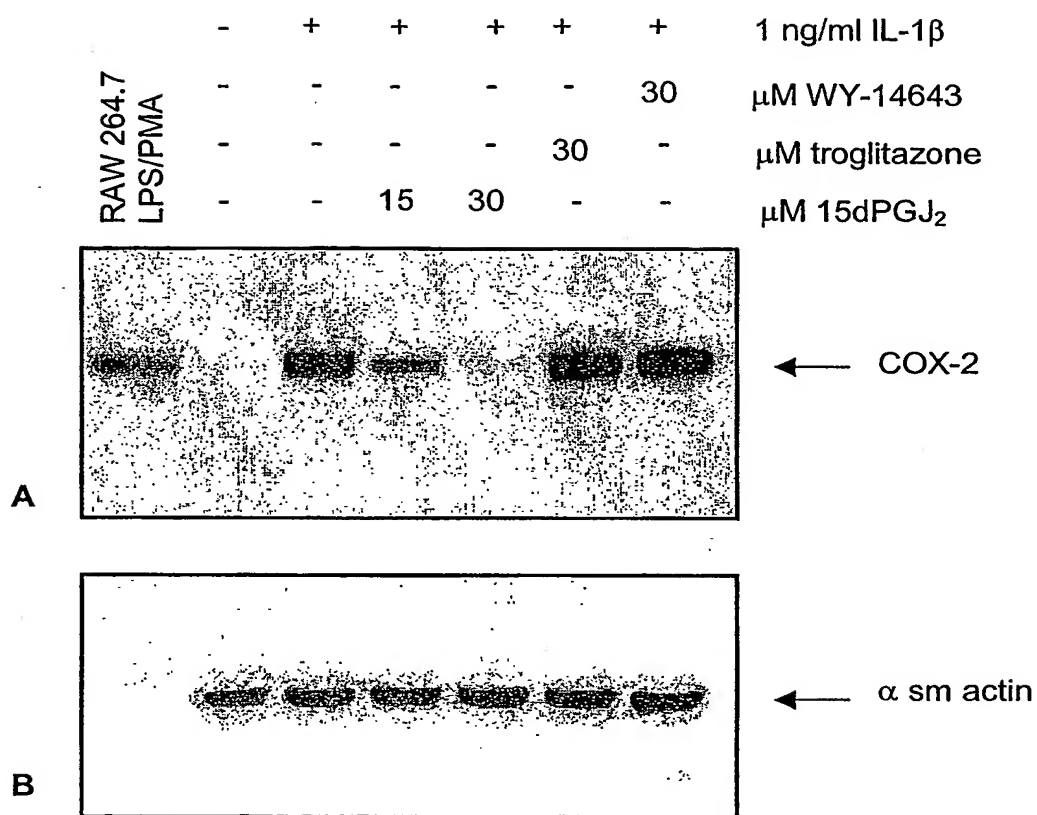 - + + + + + 1 ng/ml IL-1β
- - - - - 30 μM WY-14643
- - - - 30 - μM troglitazone
- - 15 30 - - μM 15dPGJ₂
RAW 264.7
LPS/PMA
COX-2
A
α sm actin
B